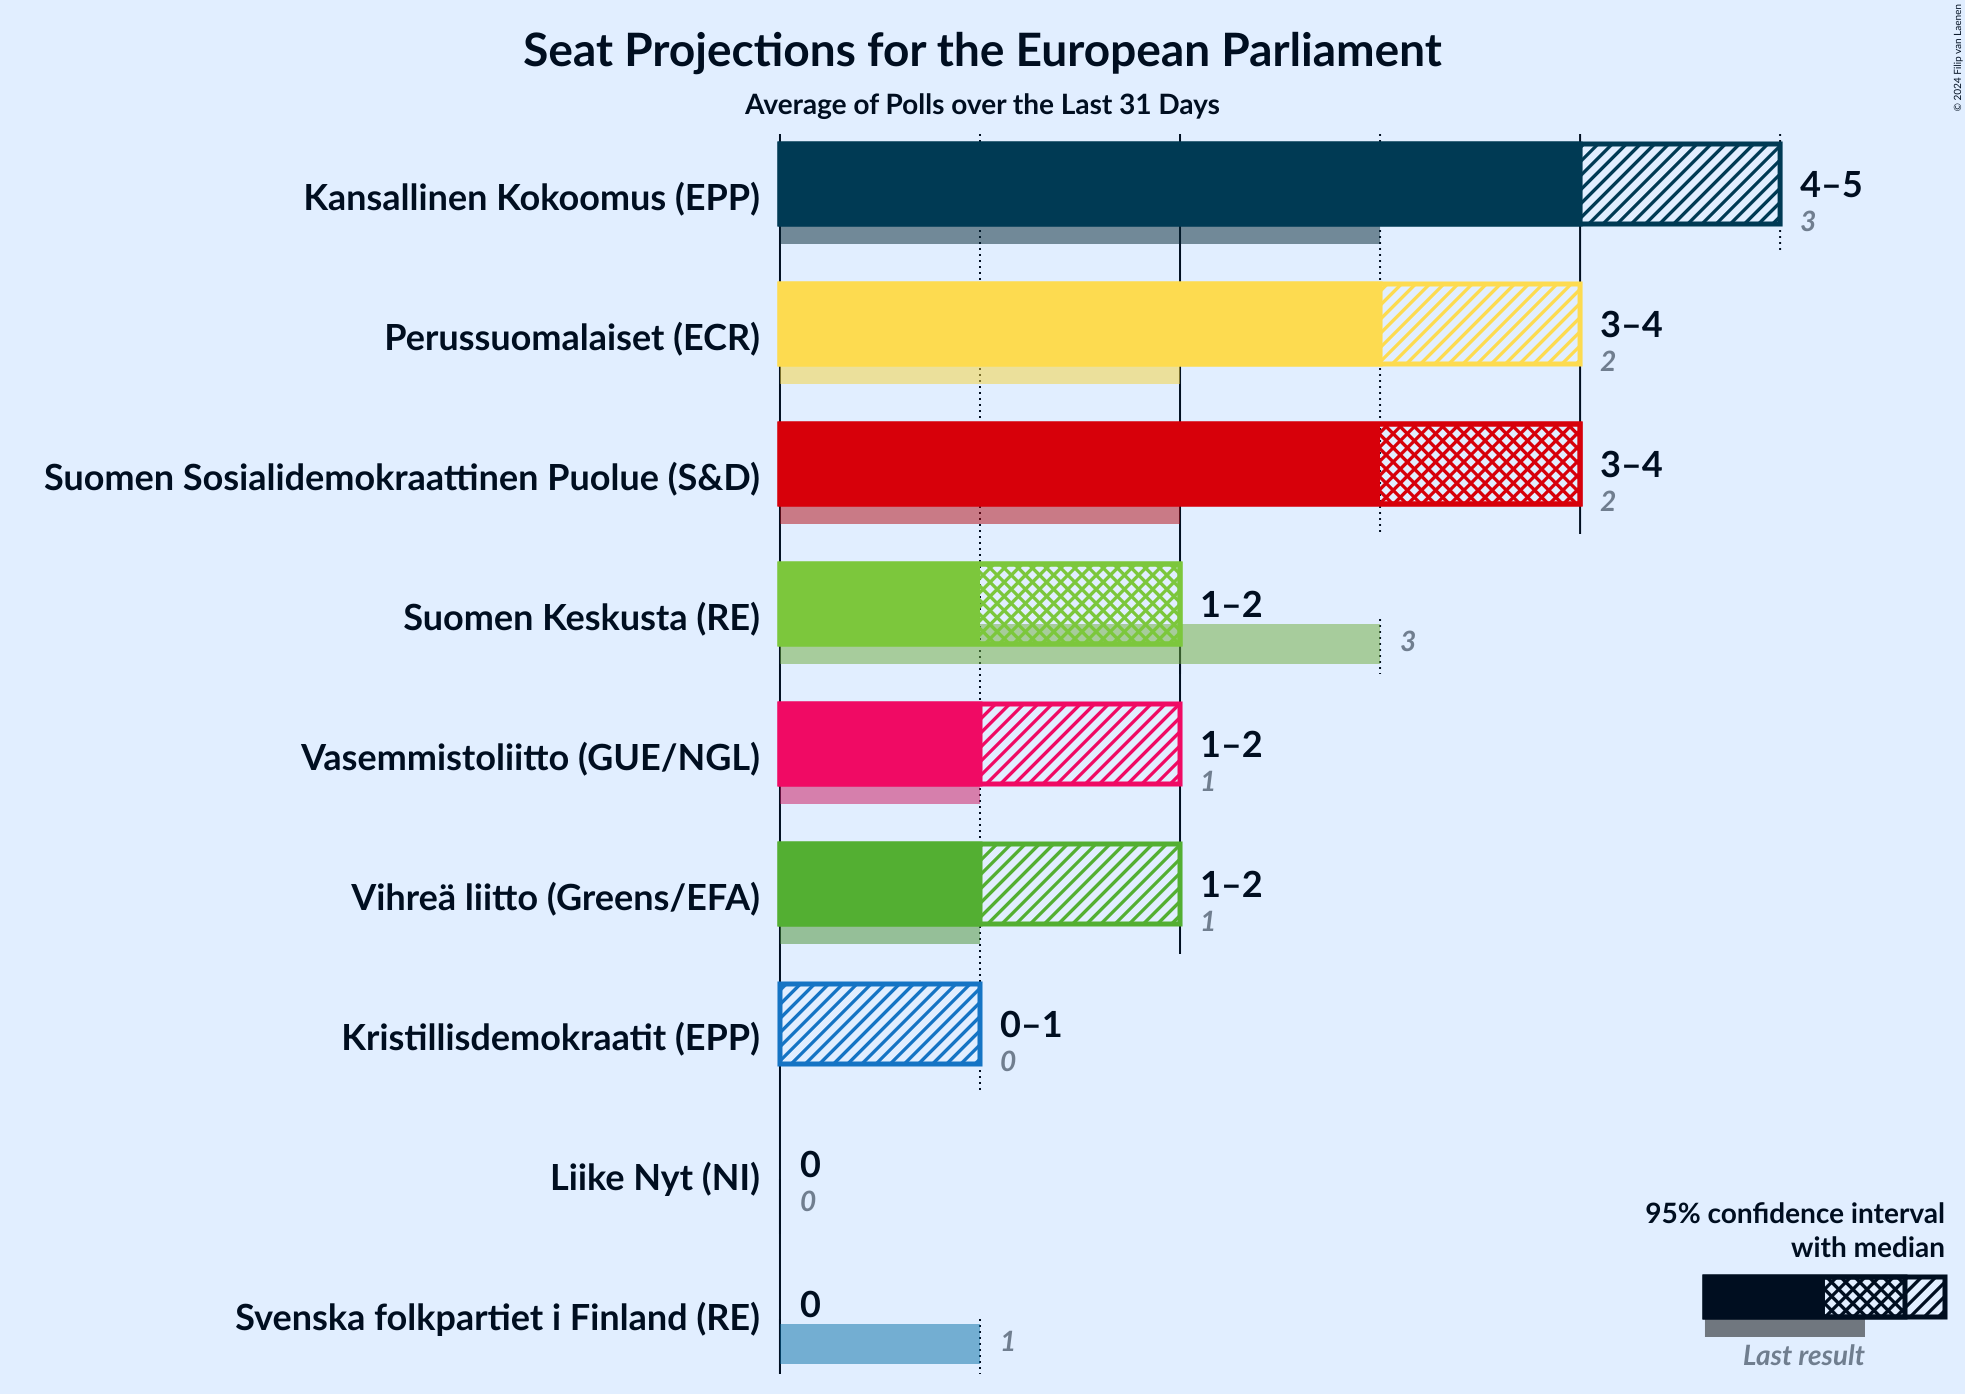 Seat Projections for the European Parliament
Average of Polls over the Last 31 Days
© 2024 Filip van Laenen
Kansallinen Kokoomus (EPP)
4–5
3
Perussuomalaiset (ECR)
3–4
2
Suomen Sosialidemokraattinen Puolue (S&D)
3–4
2
Suomen Keskusta (RE)
1–2
3
Vasemmistoliitto (GUE/NGL)
1–2
1
Vihreä liitto (Greens/EFA)
1–2
1
Kristillisdemokraatit (EPP)
0–1
0
Liike Nyt (NI)
0
0
Svenska folkpartiet i Finland (RE)
0
1
95% confidence interval
with median
Last result